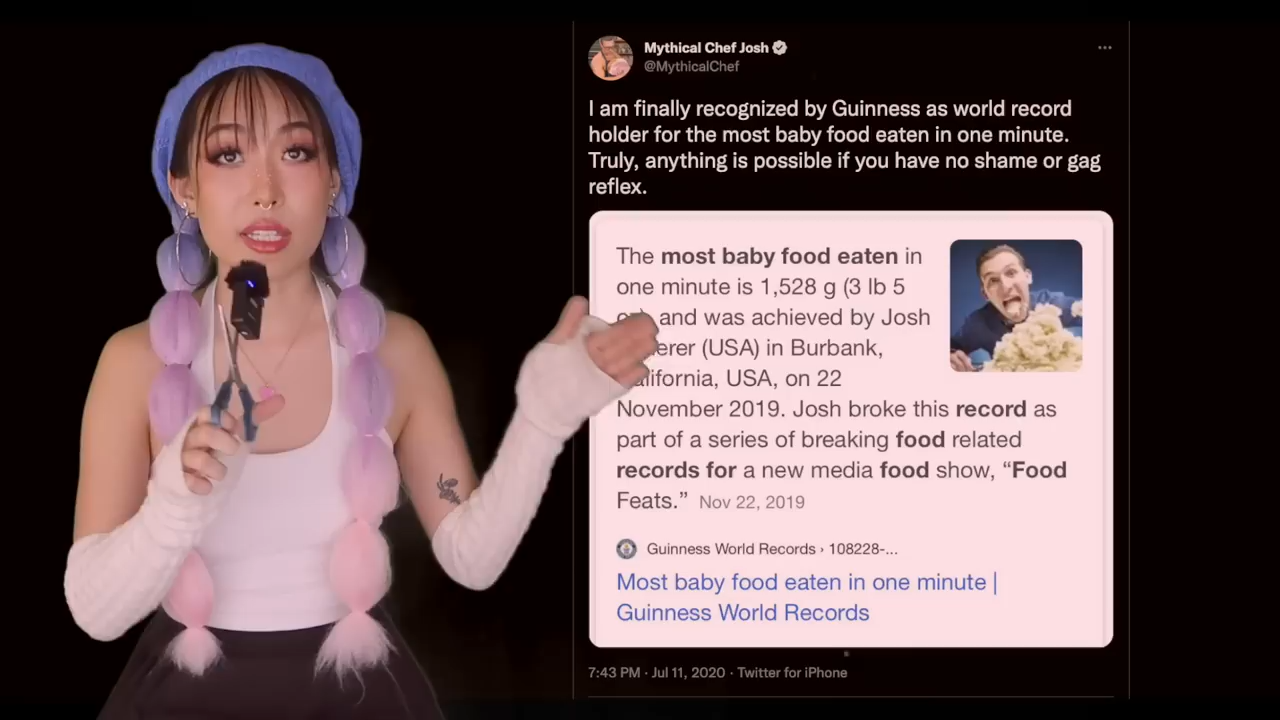 Mythical Chef Josh
@MythicalChef
I am finally recognized by Guinness as world record
holder for the most baby food eaten in one minute.
Truly, anything is possible if you have no shame or gag
reflex.
The most baby food eaten in
one minute is 1,528 g (3 lb 5
and was achieved by Josh
(USA) in Burbank,
USA, on 22
November 2019. Josh broke this record as
part of a series of breaking food related
records for a new media food show, “Food
Feats.” Nov 22, 2019
Guinness World Records › 108228-...
Most baby food eaten in one minute |
Guinness World Records
7:43 PM · Jul 11, 2020 · Twitter for iPhone